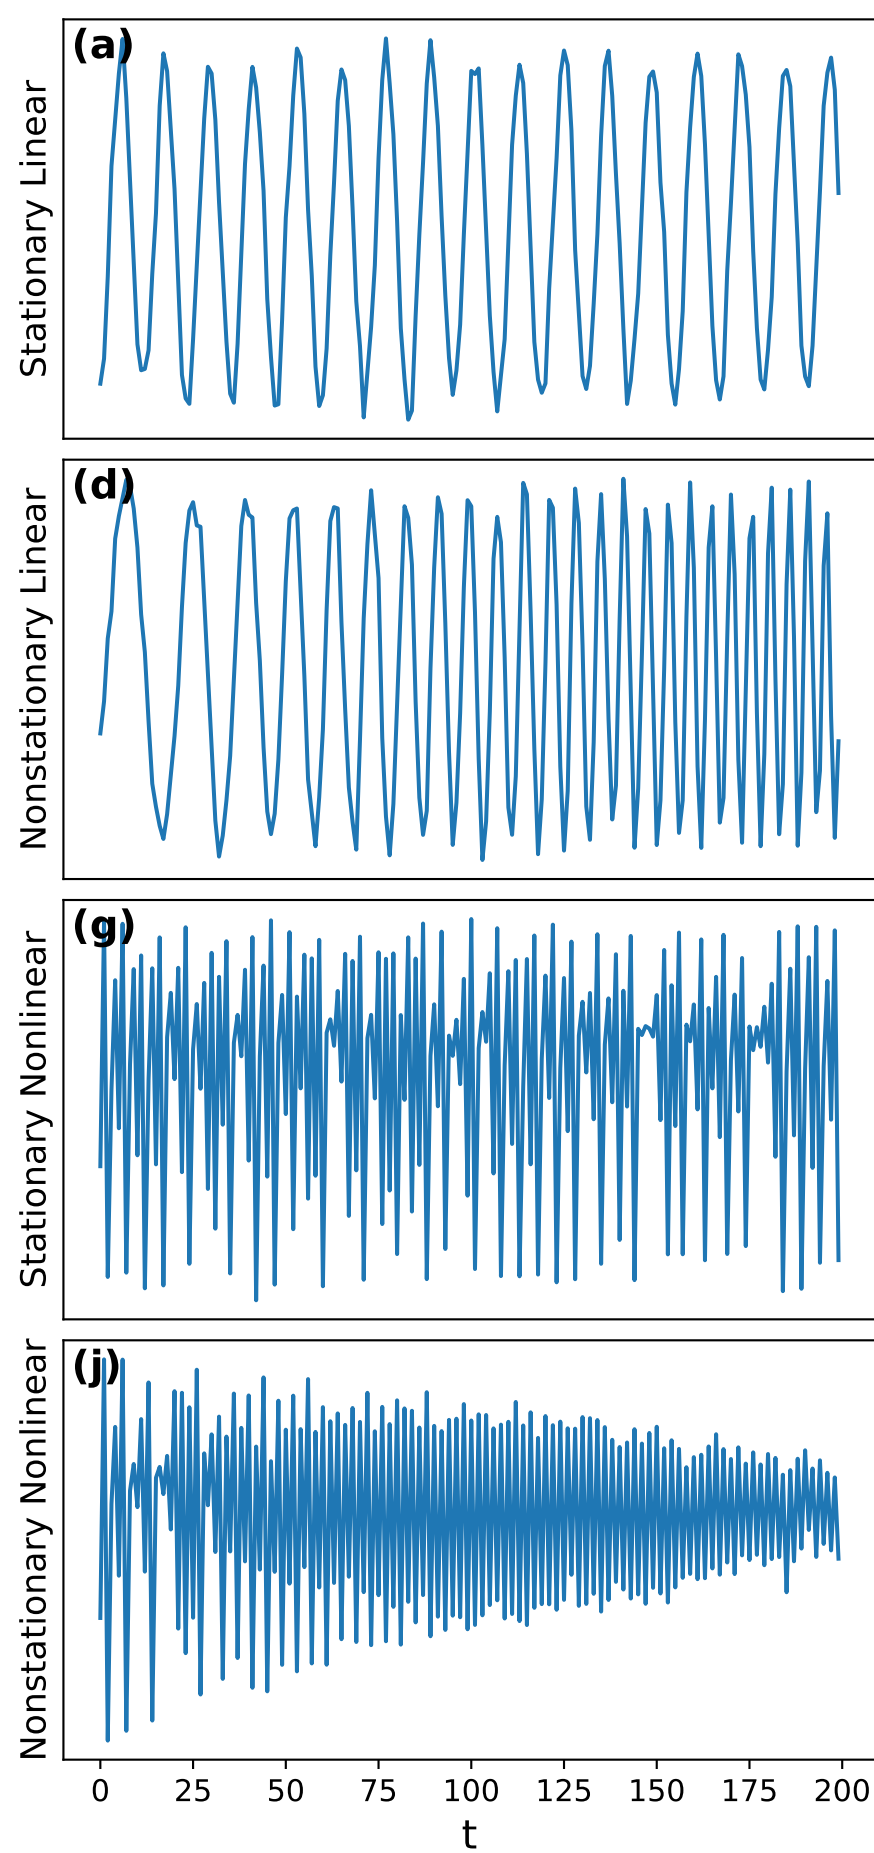 (a)
Stationary Linear
(d)
Nonstationary Linear
(g)
Stationary Nonlinear
(j)
Nonstationary Nonlinear
0 25 50 75 100 125 150 175 200
t